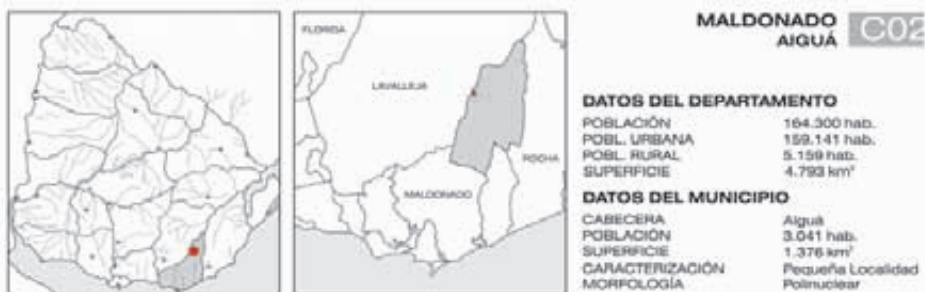 FLORIDA
LAVALLEJA
ROCHA
MALDONADO
MALDONADO
AIGUÁ
C02
DATOS DEL DEPARTAMENTO
POBLACIÓN 164.300 hab.
POBL. URBANA 159.141 hab.
POBL. RURAL 5.159 hab.
SUPERFICIE 4.793 km²
DATOS DEL MUNICIPIO
CABECERA Aiguá
POBLACIÓN 3.041 hab.
SUPERFICIE 1.376 km²
CARACTERIZACIÓN Pequeña Localidad
MORFOLOGÍA Polinuclear